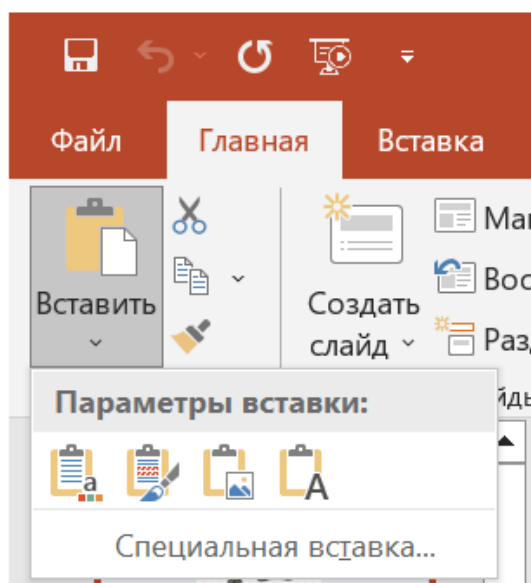 Файл Главная Вставка
Вставить
Создать
слайд
Параметры вставки:
Специальная вставка...